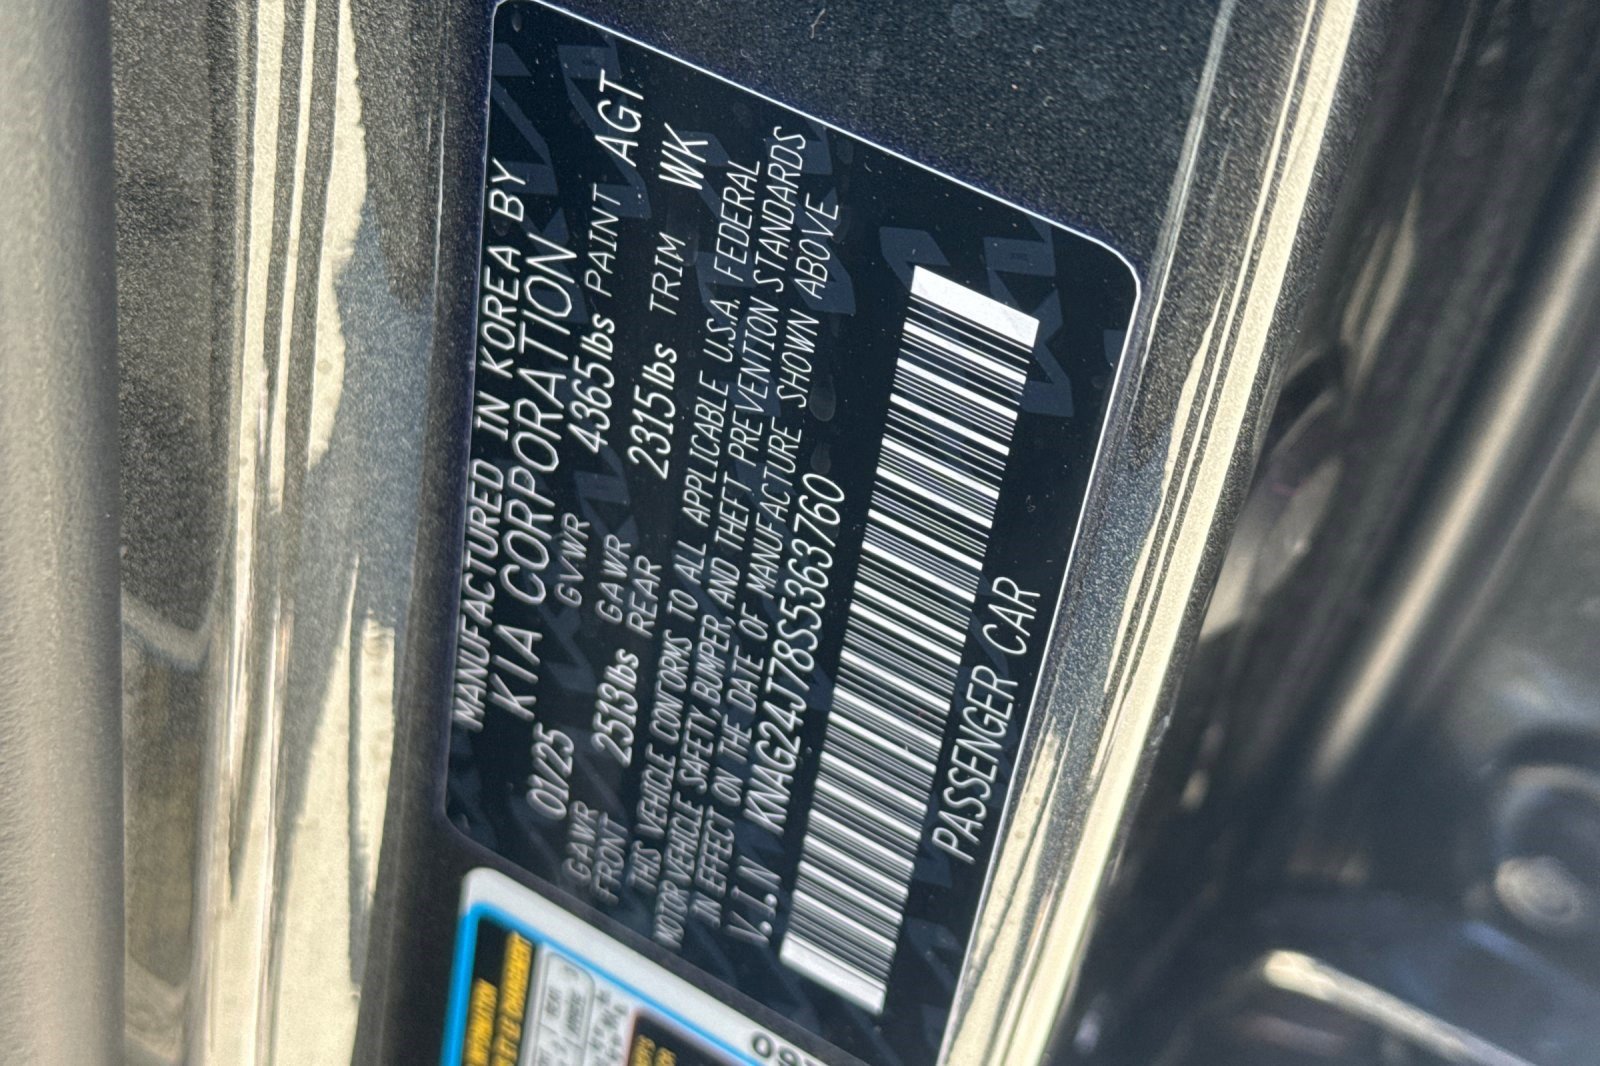 MANUFACTURED IN KOREA BY
KIA CORPORATION
01/25 GVWR 4365lbs PAINT AGT
GAWR FRONT 2513lbs GAWR REAR 2315lbs TRIM WK
THIS VEHICLE CONFORMS TO ALL APPLICABLE U.S.A. FEDERAL
MOTOR VEHICLE SAFETY, BUMPER, AND THEFT PREVENTION STANDARDS
IN EFFECT ON THE DATE OF MANUFACTURE SHOWN ABOVE
V.I.N KNAG24J78S5363760
PASSENGER CAR
INFORMATION